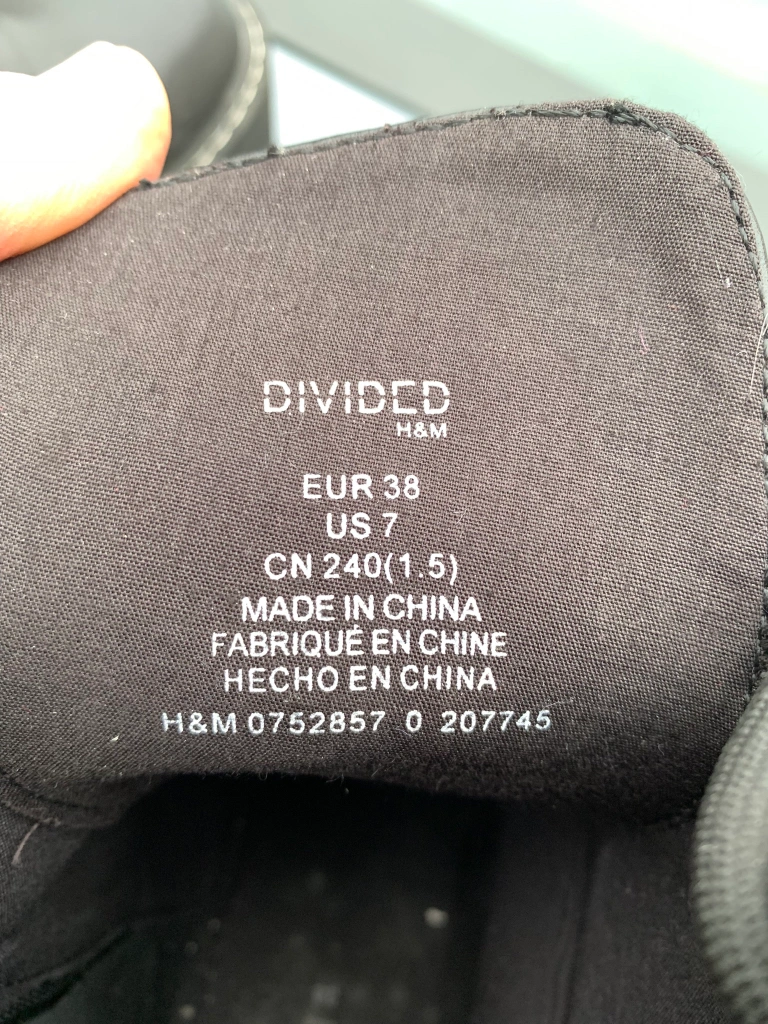 DIVIDED
H&M
EUR 38
US 7
CN 240(1.5)
MADE IN CHINA
FABRIQUÉ EN CHINE
HECHO EN CHINA
H&M 0752857 0 207745